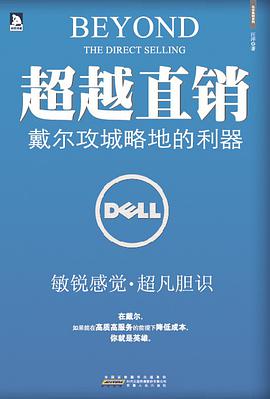 BEYOND
THE DIRECT SELLING
超越直销
戴尔攻城略地的利器
DELL
敏锐感觉·超凡胆识
在戴尔，
如果能在高质高服务的前提下降低成本，
你就是英雄。